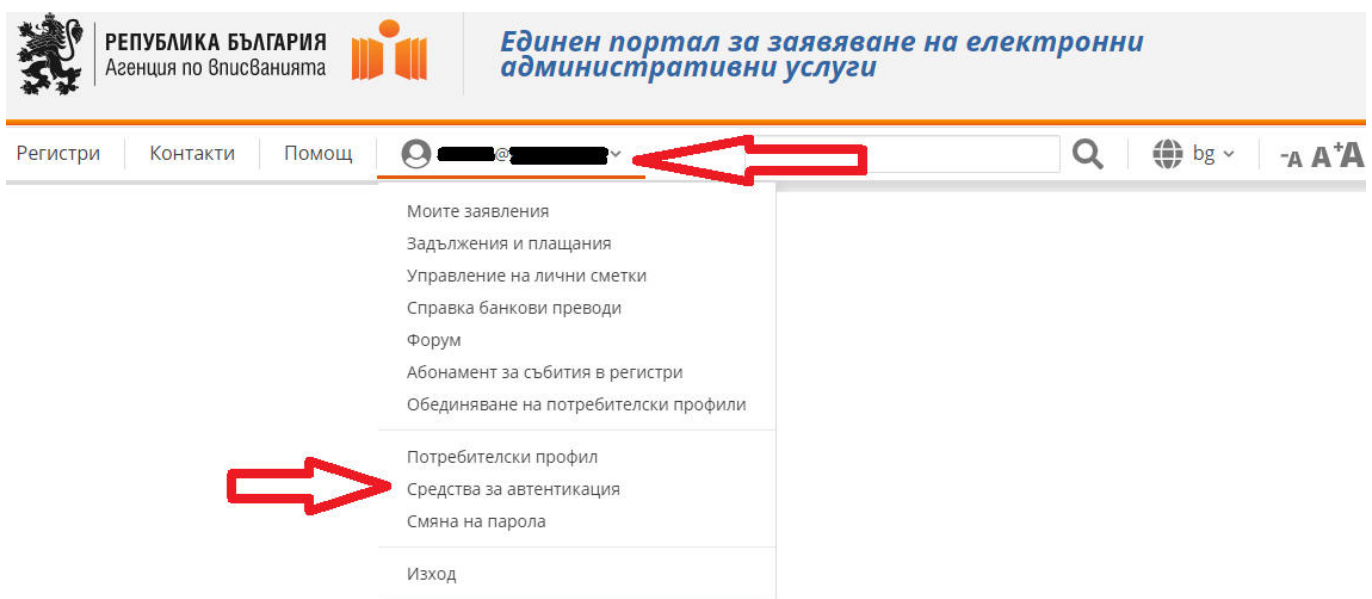 РЕПУБЛИКА БЪЛГАРИЯ
Агенция по вписванията
Единен портал за заявяване на електронни
административни услуги
Регистри
Контакти
Помощ
@
bg
-A A +A
Моите заявления
Задължения и плащания
Управление на лични сметки
Справка банкови преводи
Форум
Абонамент за събития в регистри
Обединяване на потребителски профили
Потребителски профил
Средства за автентикация
Смяна на парола
Изход